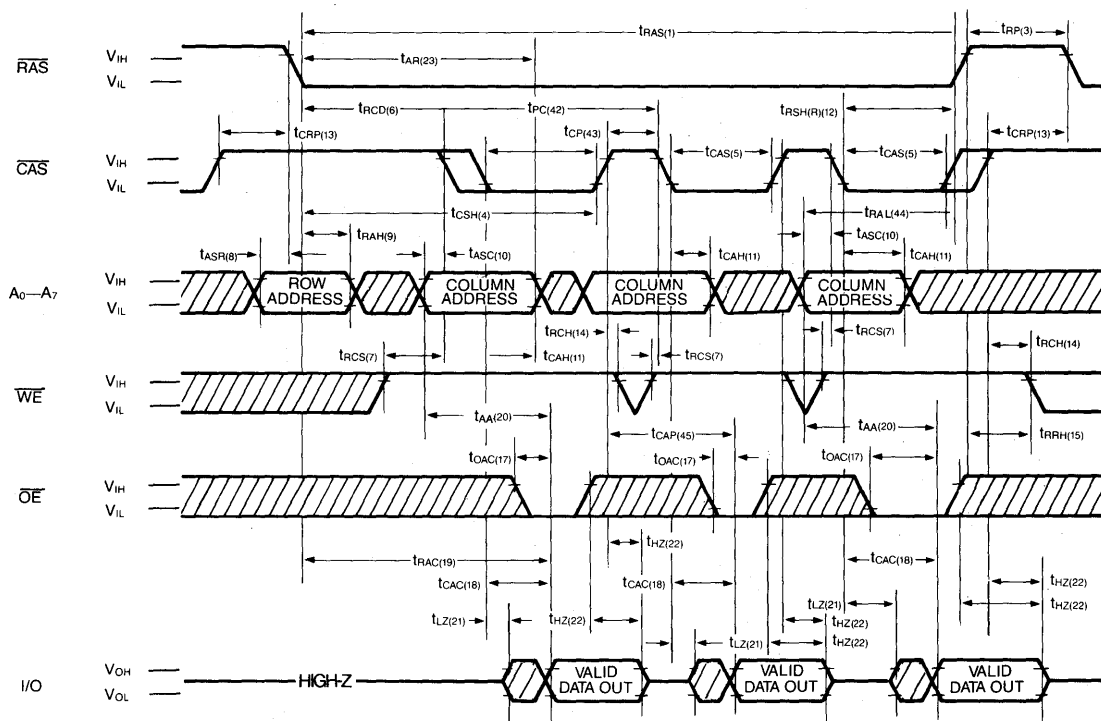 tRAS(1)
tRP(3)
RAS
VIH
VIL
tAR(23)
tRCD(6)
tPC(42)
tRSH(R)(12)
tCRP(13)
tCP(43)
tCRP(13)
CAS
VIH
VIL
tCAS(5)
tCAS(5)
tCSH(4)
tRAL(44)
tRAH(9)
tASC(10)
tASR(8)
tASC(10)
tCAH(11)
tCAH(11)
A0—A7
VIH
VIL
ROW
ADDRESS
COLUMN
ADDRESS
COLUMN
ADDRESS
COLUMN
ADDRESS
tRCH(14)
tRCS(7)
tRCH(14)
tRCS(7)
tCAH(11)
tRCS(7)
WE
VIH
VIL
tAA(20)
tCAP(45)
tAA(20)
tRRH(15)
tOAC(17)
tOAC(17)
tOAC(17)
OE
VIH
VIL
tHZ(22)
tRAC(19)
tCAC(18)
tCAC(18)
tCAC(18)
tHZ(22)
tLZ(21)
tHZ(22)
tLZ(21)
tHZ(22)
tHZ(22)
tLZ(21)
tHZ(22)
I/O
VOH
VOL
HIGH-Z
VALID
DATA OUT
VALID
DATA OUT
VALID
DATA OUT